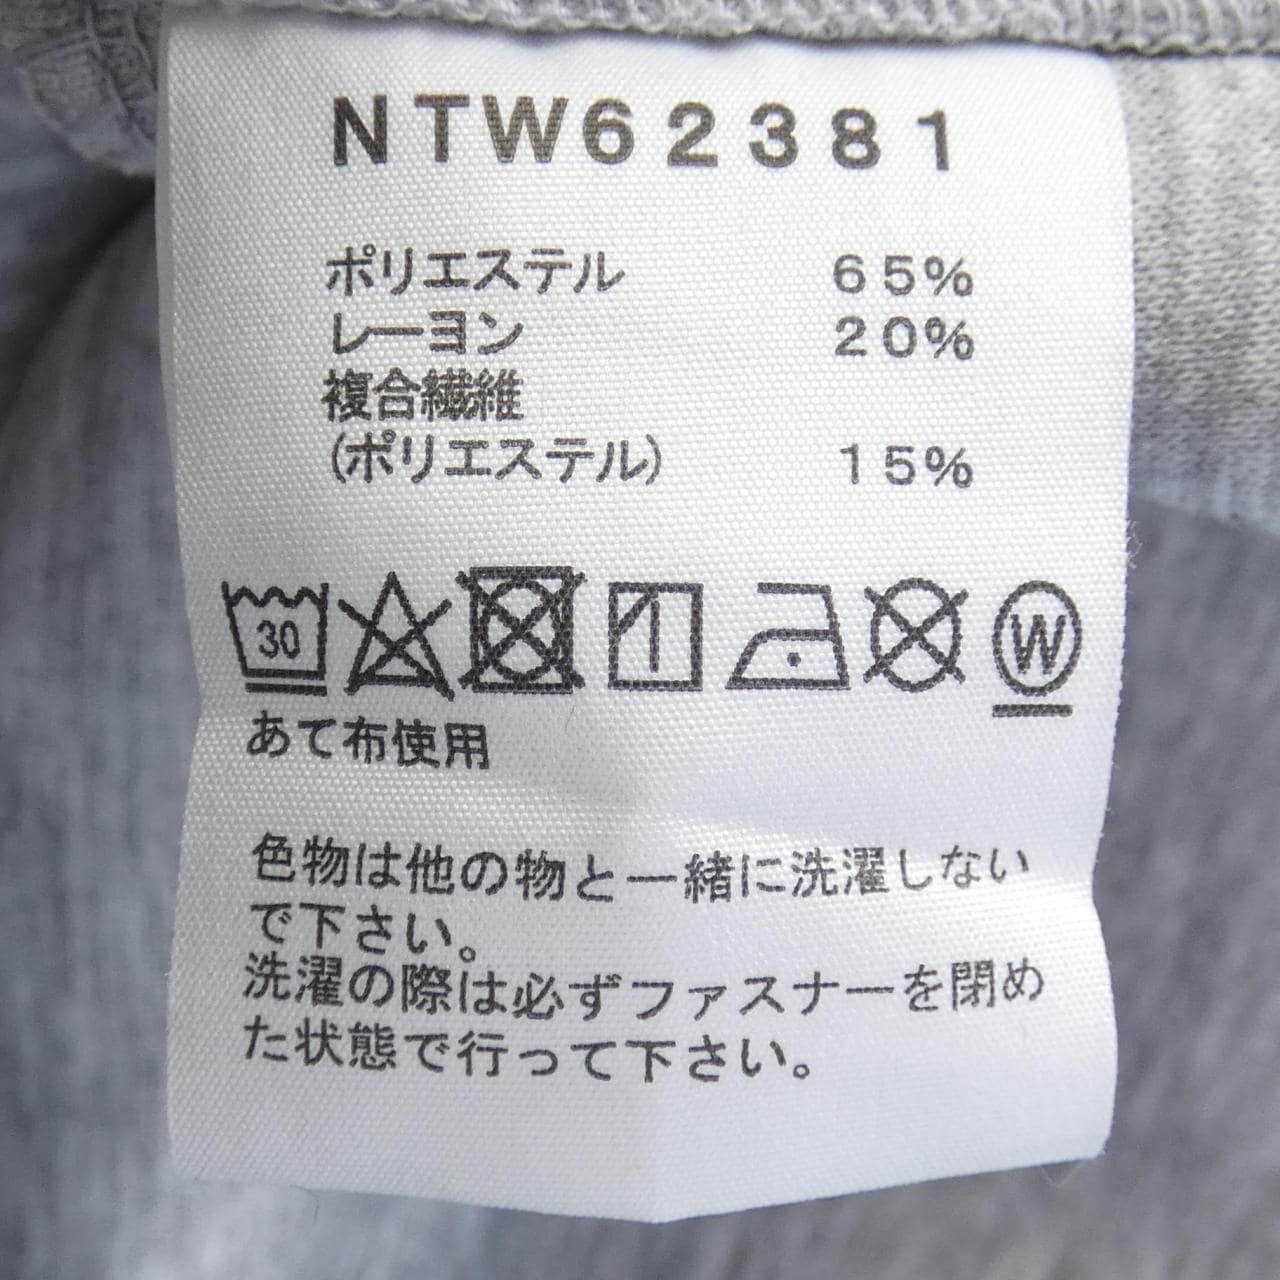 NTW62381
ポリエステル 65%
レーヨン 20%
複合繊維
(ポリエステル) 15%
30 W
あて布使用
色物は他の物と一緒に洗濯しない
で下さい。
洗濯の際は必ずファスナーを閉め
た状態で行って下さい。